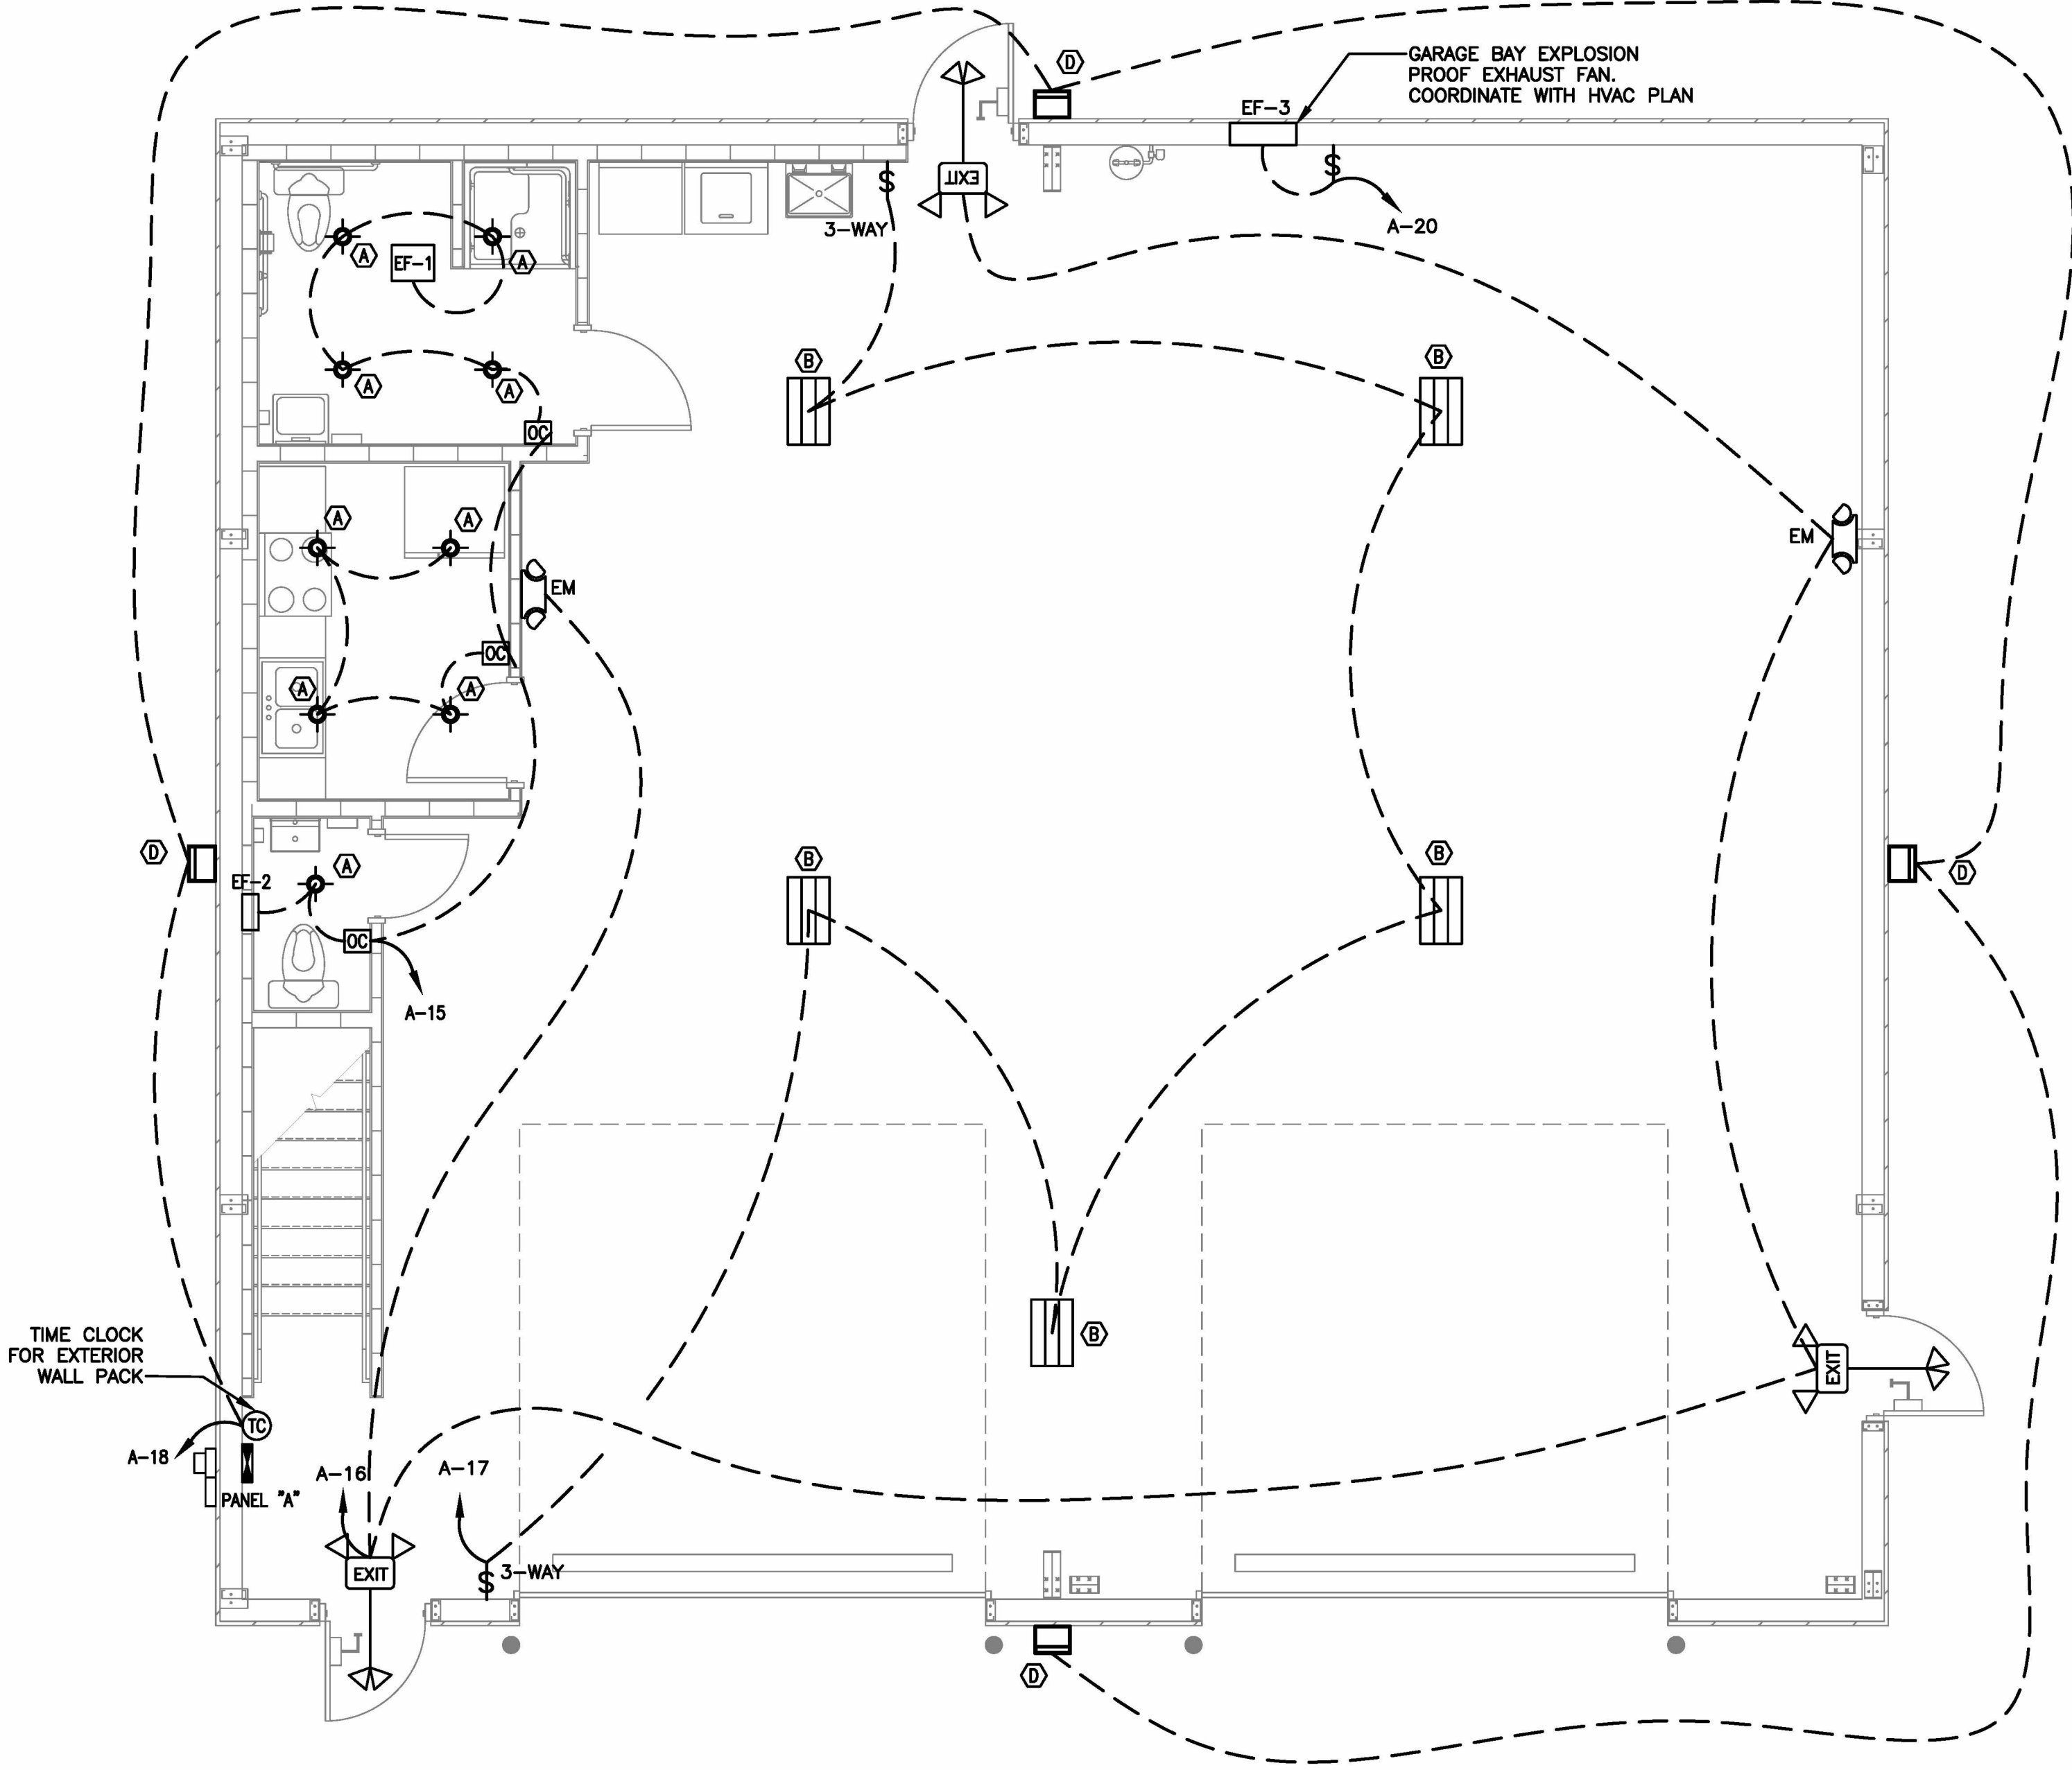 D
GARAGE BAY EXPLOSION
PROOF EXHAUST FAN.
COORDINATE WITH HVAC PLAN
EF-3
EXIT
$
$
3-WAY
A-20
A
EF-1
A
B
B
A
A
OC
A
A
EM
EM
OC
A
A
D
B
B
D
A
EF-2
OC
A-15
TIME CLOCK
FOR EXTERIOR
WALL PACK
B
EXIT
TC
A-18
A-16
A-17
PANEL "A"
EXIT
$
3-WAY
D